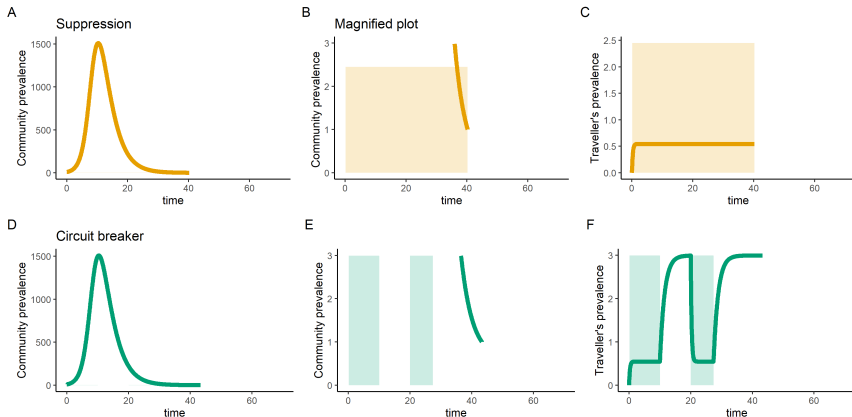 A
Suppression
Community prevalence
1500
1000
500
0
0
20
40
60
time
B
Magnified plot
Community prevalence
3
2
1
0
0
20
40
60
time
C
Traveller's prevalence
2.5
2.0
1.5
1.0
0.5
0.0
0
20
40
60
time
D
Circuit breaker
Community prevalence
1500
1000
500
0
0
20
40
60
time
E
Community prevalence
3
2
1
0
0
20
40
60
time
F
Traveller's prevalence
3
2
1
0
0
20
40
60
time